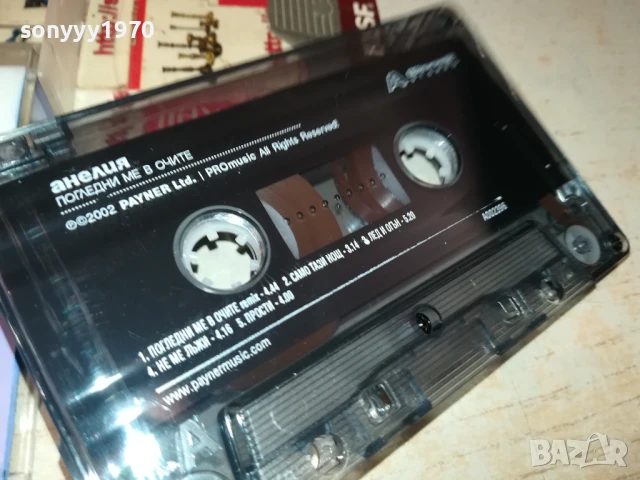 sonyyy1970
анелия
ПОГЛЕДНИ МЕ В ОЧИТЕ
℗©2002 PAYNER Ltd. | PROmusic All Rights Reserved!
1. ПОГЛЕДНИ МЕ В ОЧИТЕ remix - 4.44 2. САМО ТАЗИ НОЩ - 3.14 3. ЛЕД И ОГЪН - 5.20
4. НЕ МЕ ЛЪЖИ - 4.16 5. ПРОСТИ - 4.00
www.paynermusic.com
A
BAZAR